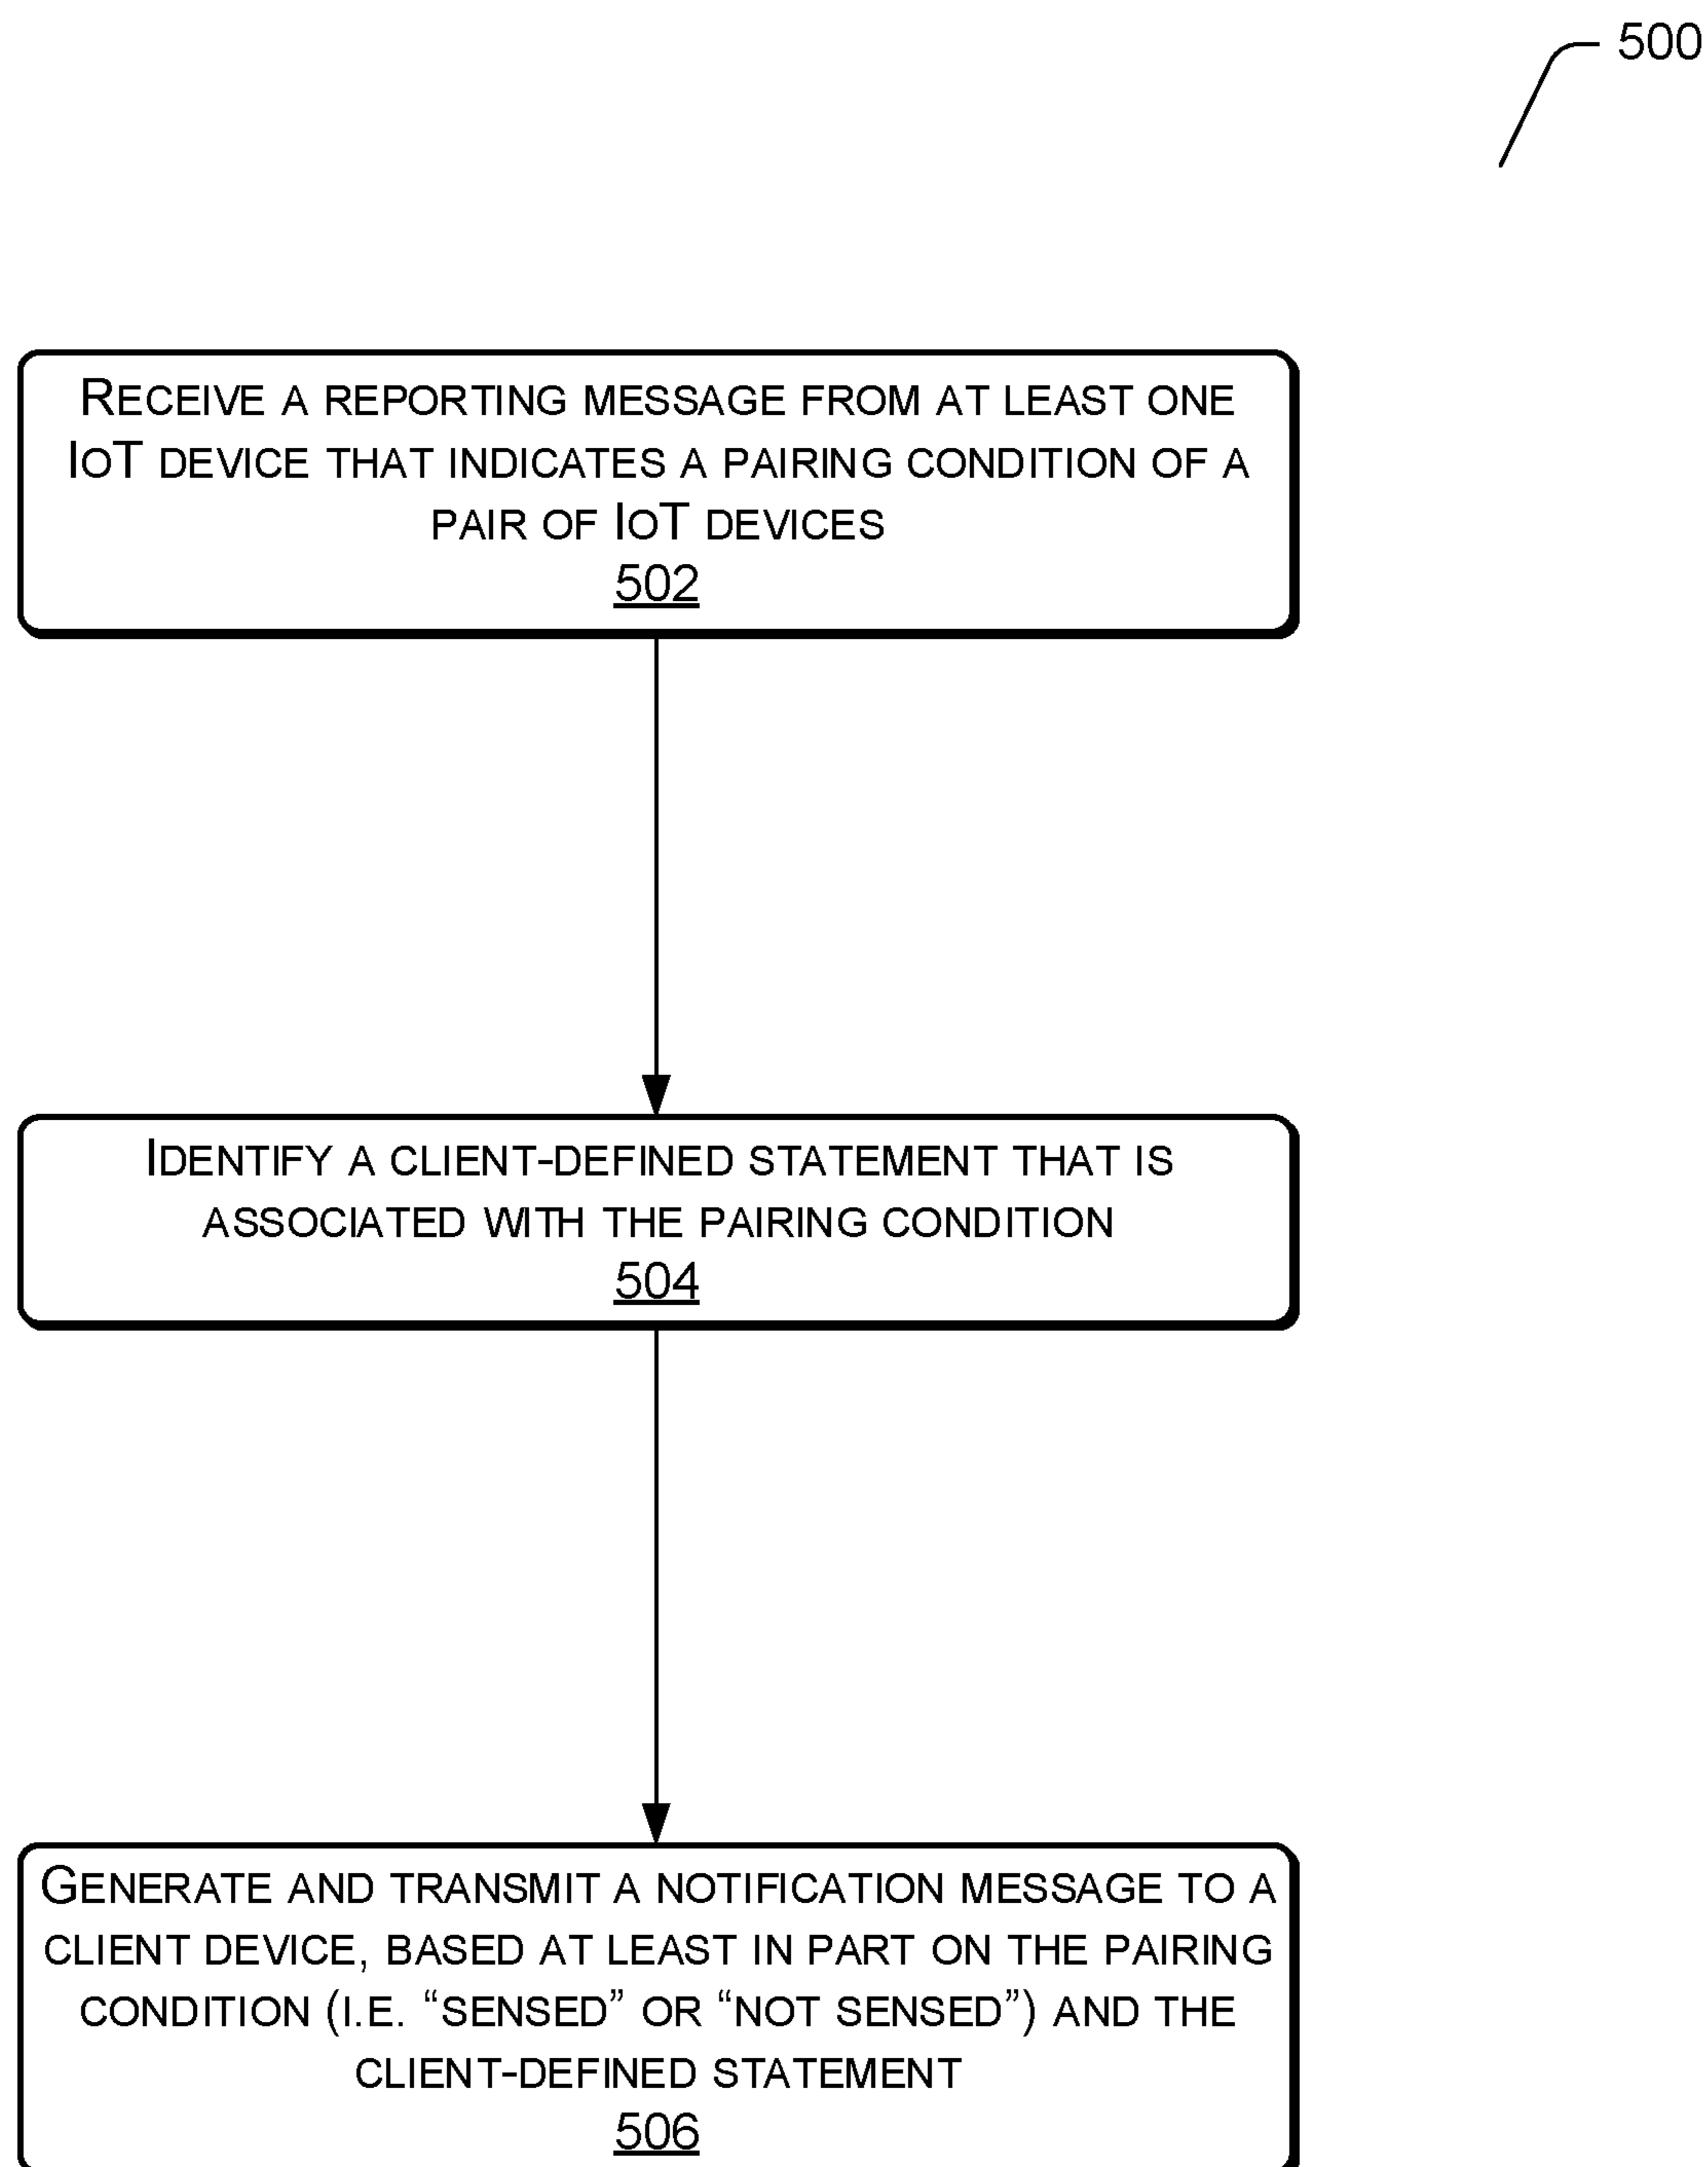 500
RECEIVE A REPORTING MESSAGE FROM AT LEAST ONE
IOT DEVICE THAT INDICATES A PAIRING CONDITION OF A
PAIR OF IOT DEVICES
502
IDENTIFY A CLIENT-DEFINED STATEMENT THAT IS
ASSOCIATED WITH THE PAIRING CONDITION
504
GENERATE AND TRANSMIT A NOTIFICATION MESSAGE TO A
CLIENT DEVICE, BASED AT LEAST IN PART ON THE PAIRING
CONDITION (I.E. “SENSED” OR “NOT SENSED”) AND THE
CLIENT-DEFINED STATEMENT
506